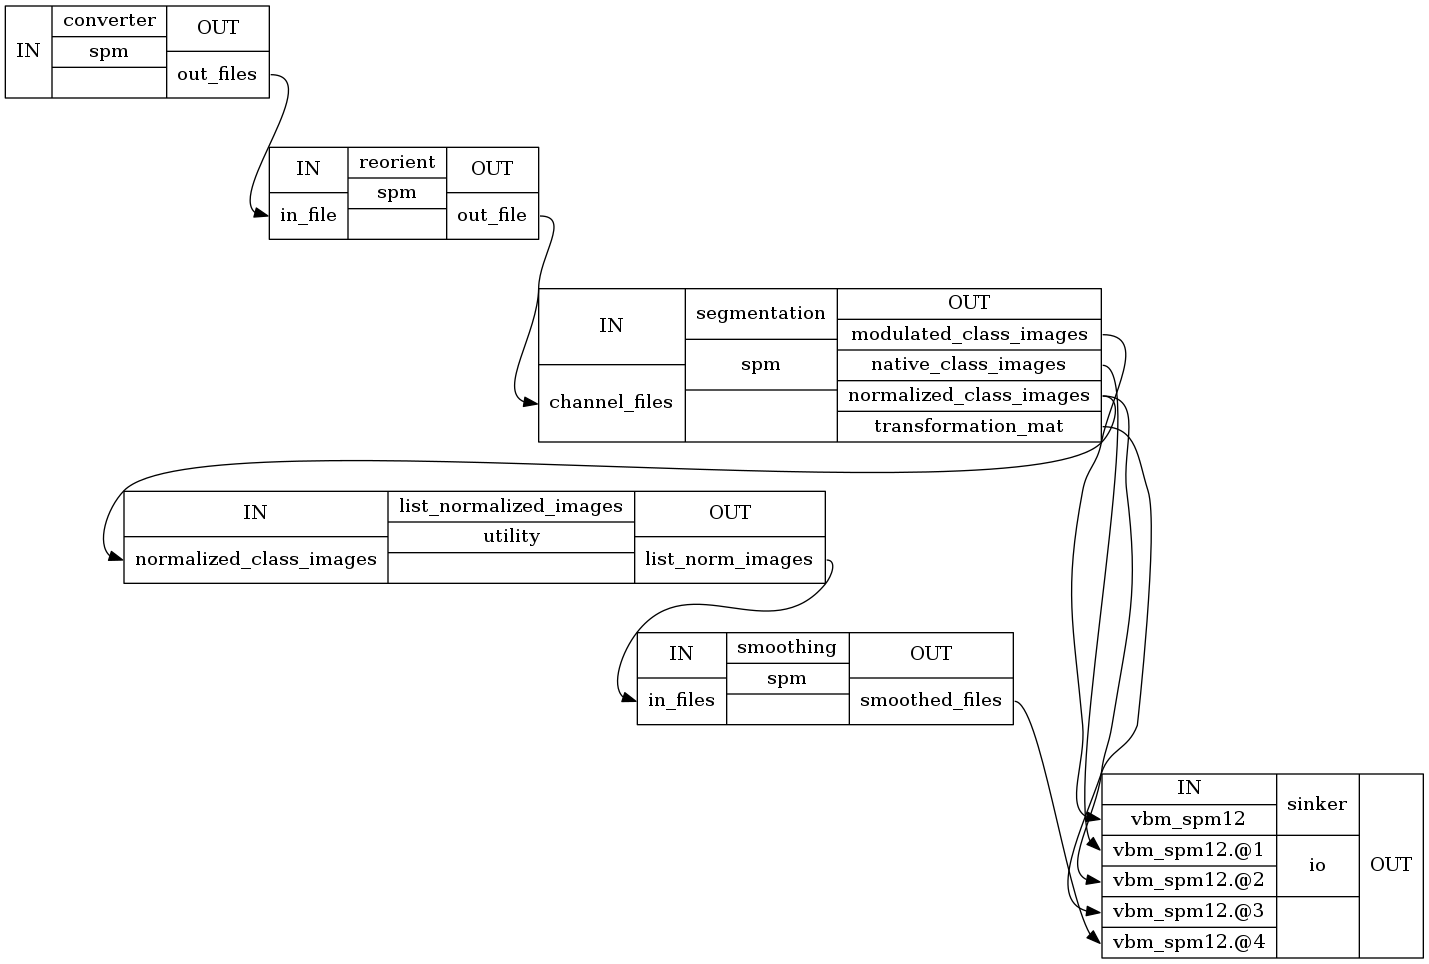 IN
converter
spm
OUT
out_files
IN
in_file
reorient
spm
OUT
out_file
IN
channel_files
segmentation
spm
OUT
modulated_class_images
native_class_images
normalized_class_images
transformation_mat
IN
normalized_class_images
list_normalized_images
utility
OUT
list_norm_images
IN
in_files
smoothing
spm
OUT
smoothed_files
IN
vbm_spm12
vbm_spm12.@1
vbm_spm12.@2
vbm_spm12.@3
vbm_spm12.@4
sinker
io
OUT